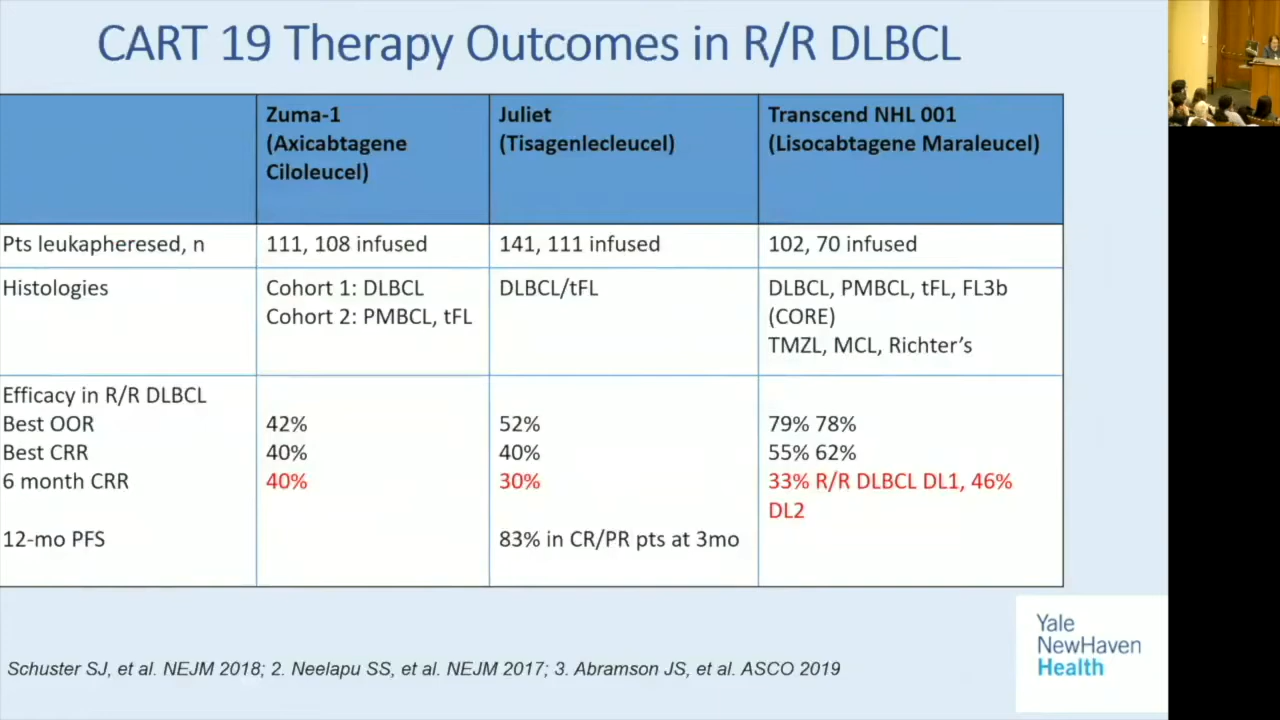 CART 19 Therapy Outcomes in R/R DLBCL
Zuma-1
(Axicabtagene
Ciloleucel)
Juliet
(Tisagenlecleucel)
Transcend NHL 001
(Lisocabtagene Maraleucel)
Pts leukapheresed, n
111, 108 infused
141, 111 infused
102, 70 infused
Histologies
Cohort 1: DLBCL
Cohort 2: PMBCL, tFL
DLBCL/tFL
DLBCL, PMBCL, tFL, FL3b
(CORE)
TMZL, MCL, Richter’s
Efficacy in R/R DLBCL
Best OOR
42%
52%
79% 78%
Best CRR
40%
40%
55% 62%
6 month CRR
40%
30%
33% R/R DLBCL DL1, 46%
DL2
12-mo PFS
83% in CR/PR pts at 3mo
Schuster SJ, et al. NEJM 2018; 2. Neelapu SS, et al. NEJM 2017; 3. Abramson JS, et al. ASCO 2019
Yale
NewHaven
Health